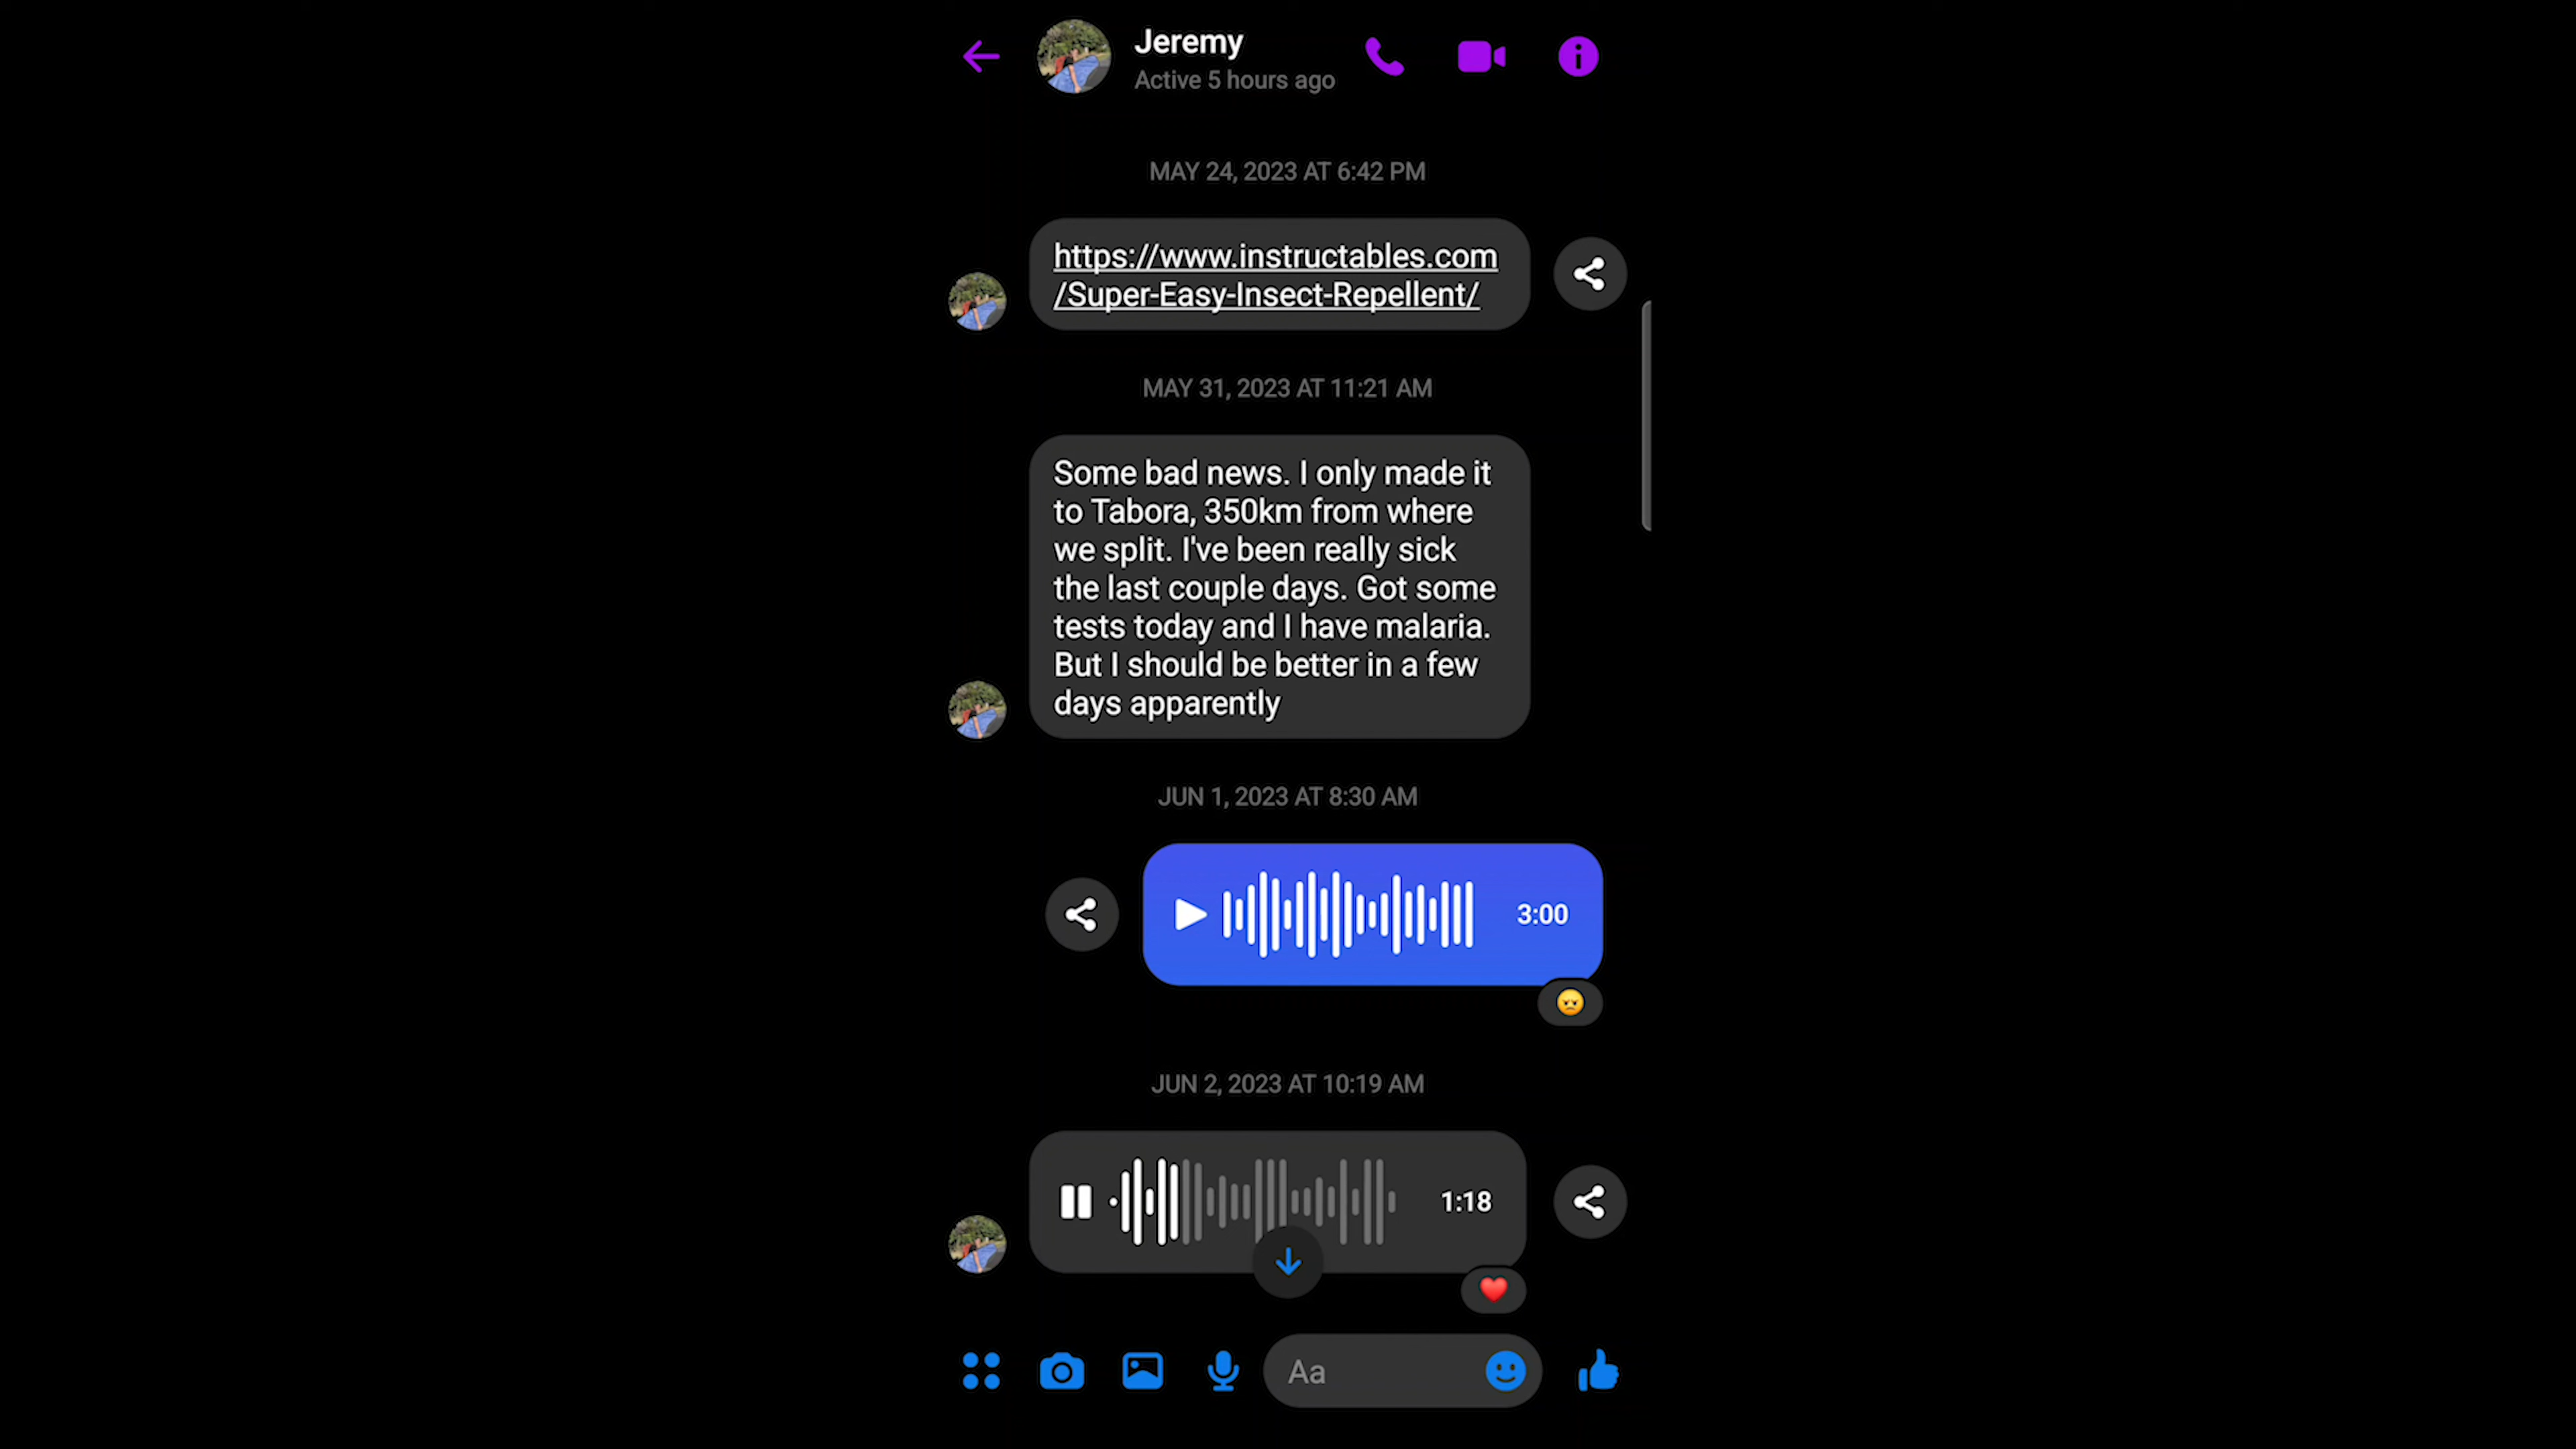 Jeremy
Active 5 hours ago
MAY 24, 2023 AT 6:42 PM
https://www.instructables.com
/Super-Easy-Insect-Repellent/
MAY 31, 2023 AT 11:21 AM
Some bad news. I only made it
to Tabora, 350km from where
we split. I've been really sick
the last couple days. Got some
tests today and I have malaria.
But I should be better in a few
days apparently
JUN 1, 2023 AT 8:30 AM
3:00
JUN 2, 2023 AT 10:19 AM
1:18
Aa